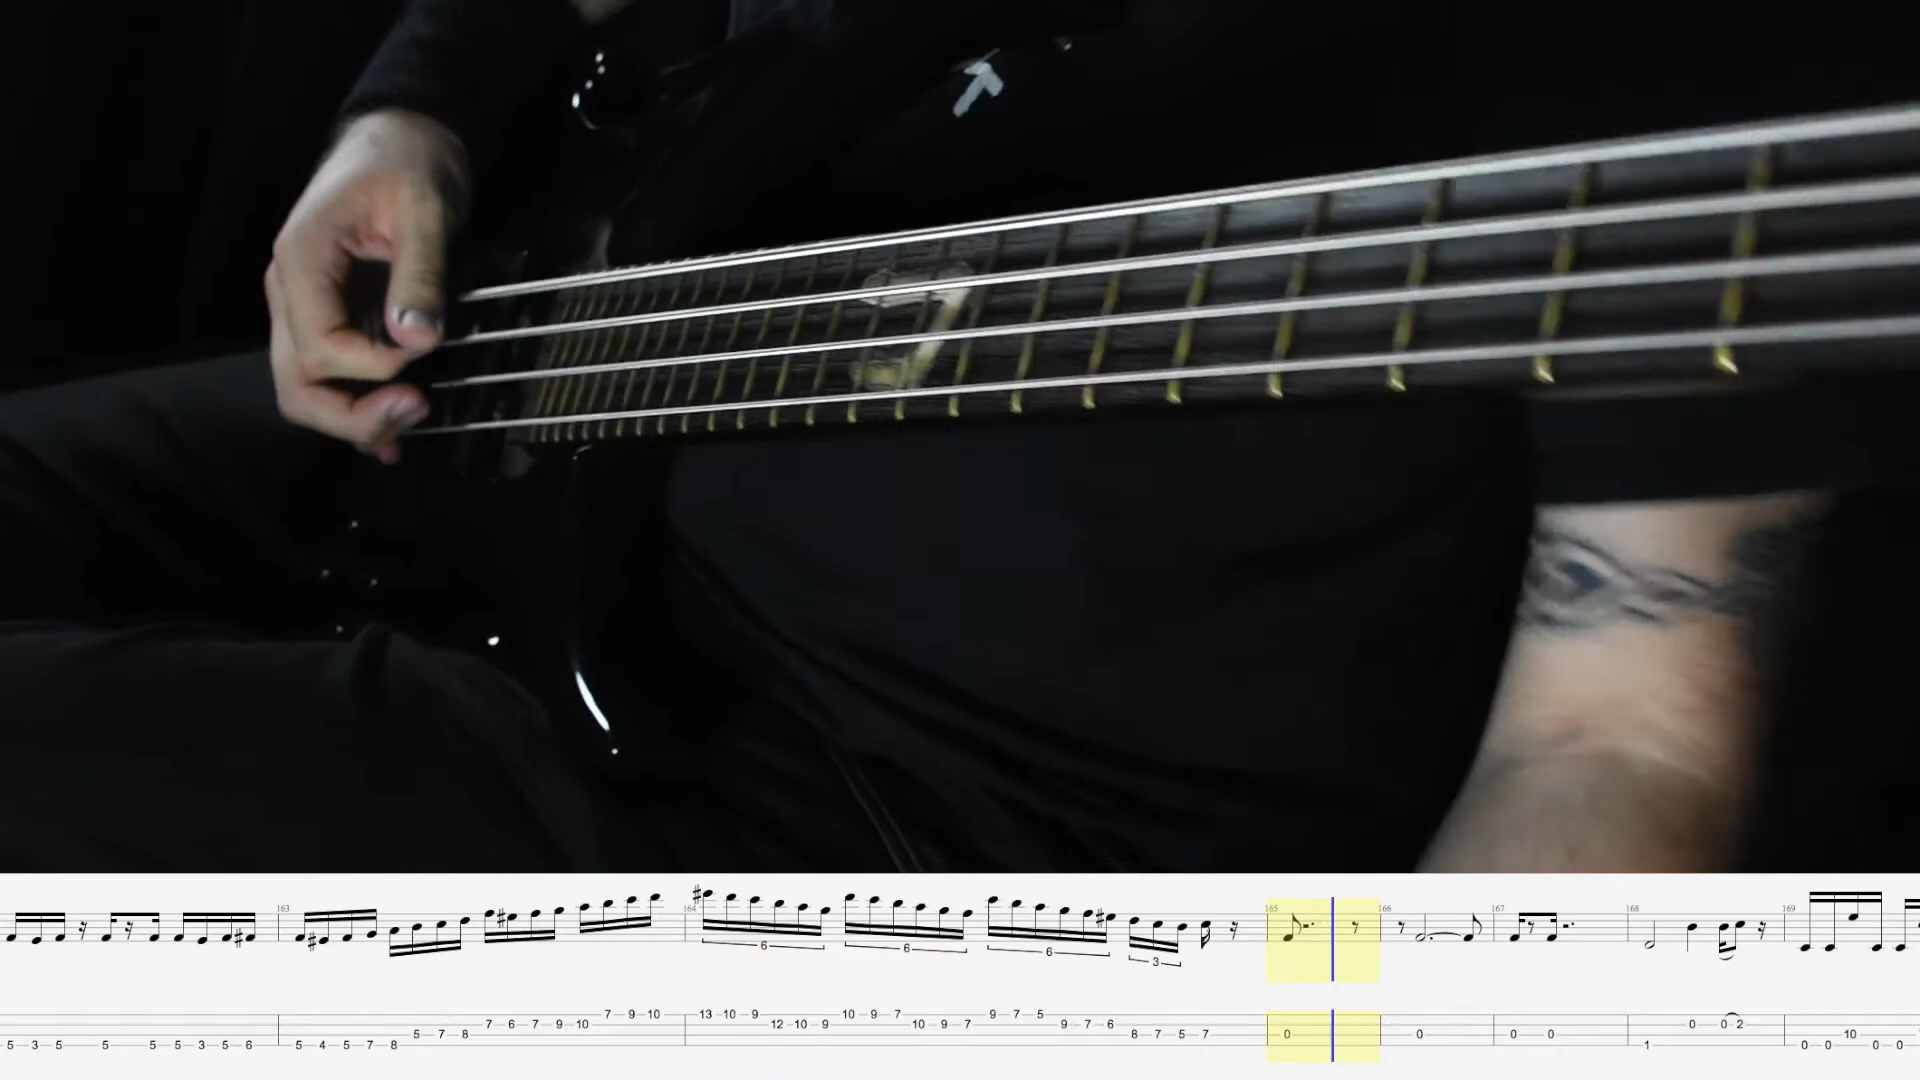 163 164 165 166 167 168 169
6 6 6 3
7 9 10 13 10 9 10 9 7 9 7 5
7 6 7 9 10 12 10 9 10 9 7 9 7 6 0 0 2
5 7 8 8 7 5 7 0 0 0 0 10
5 3 5 5 5 5 3 5 6 5 4 5 7 8 1 0 0 0 0